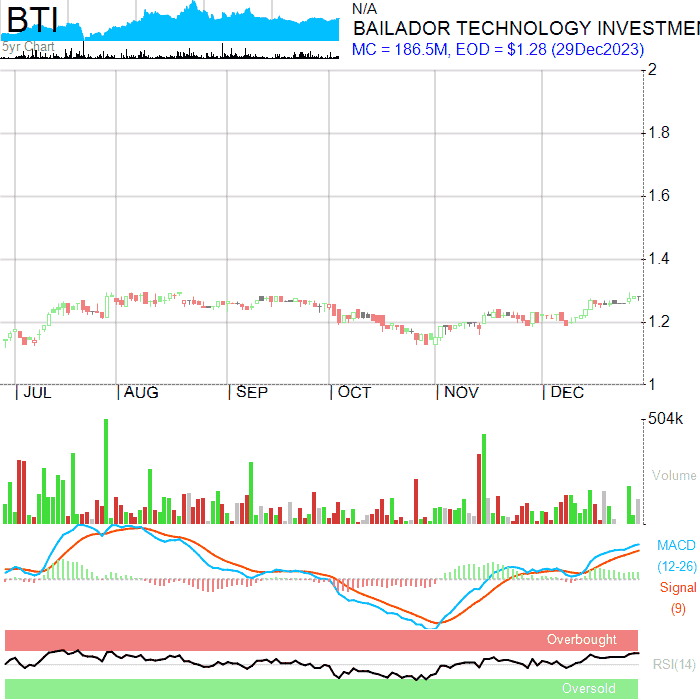 BTI
5yr Chart
N/A
BAILADOR TECHNOLOGY INVESTMEN
MC = 186.5M, EOD = $1.28 (29Dec2023)
2
1.8
1.6
1.4
1.2
1
JUL AUG SEP OCT NOV DEC
504k
Volume
MACD
(12-26)
Signal
(9)
Overbought
RSI(14)
Oversold